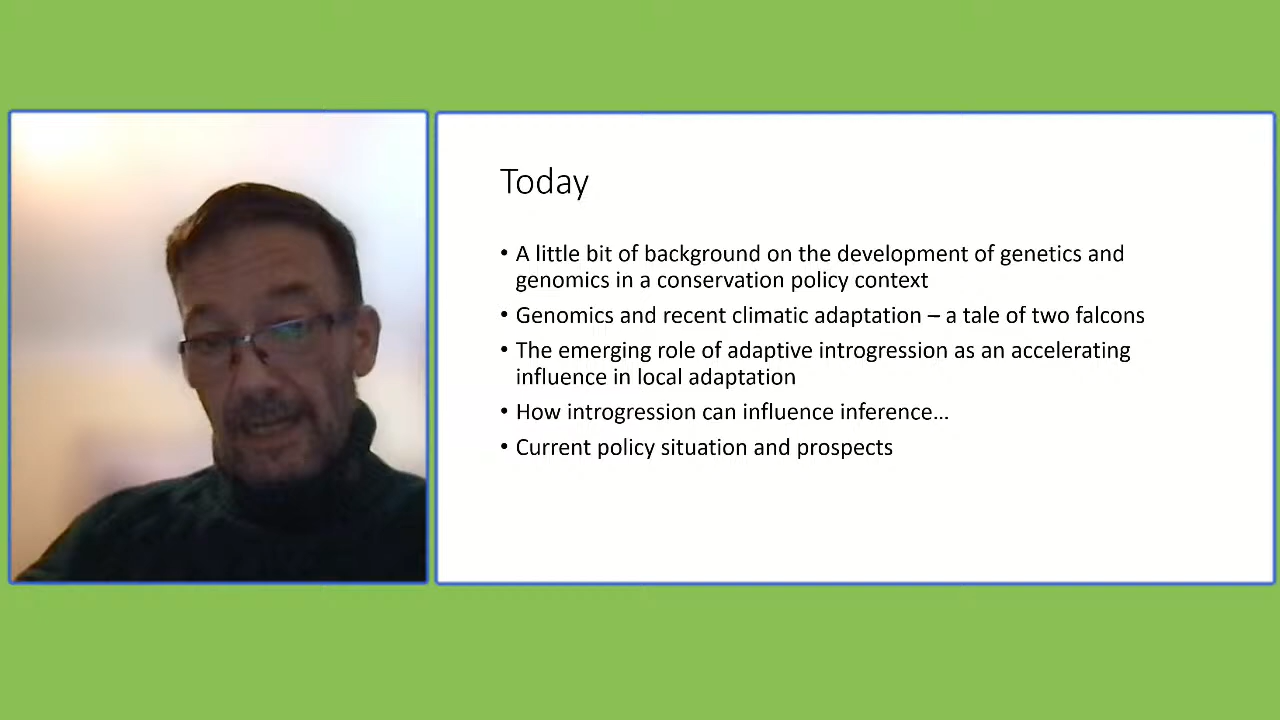 Today
• A little bit of background on the development of genetics and
genomics in a conservation policy context
• Genomics and recent climatic adaptation – a tale of two falcons
• The emerging role of adaptive introgression as an accelerating
influence in local adaptation
• How introgression can influence inference…
• Current policy situation and prospects